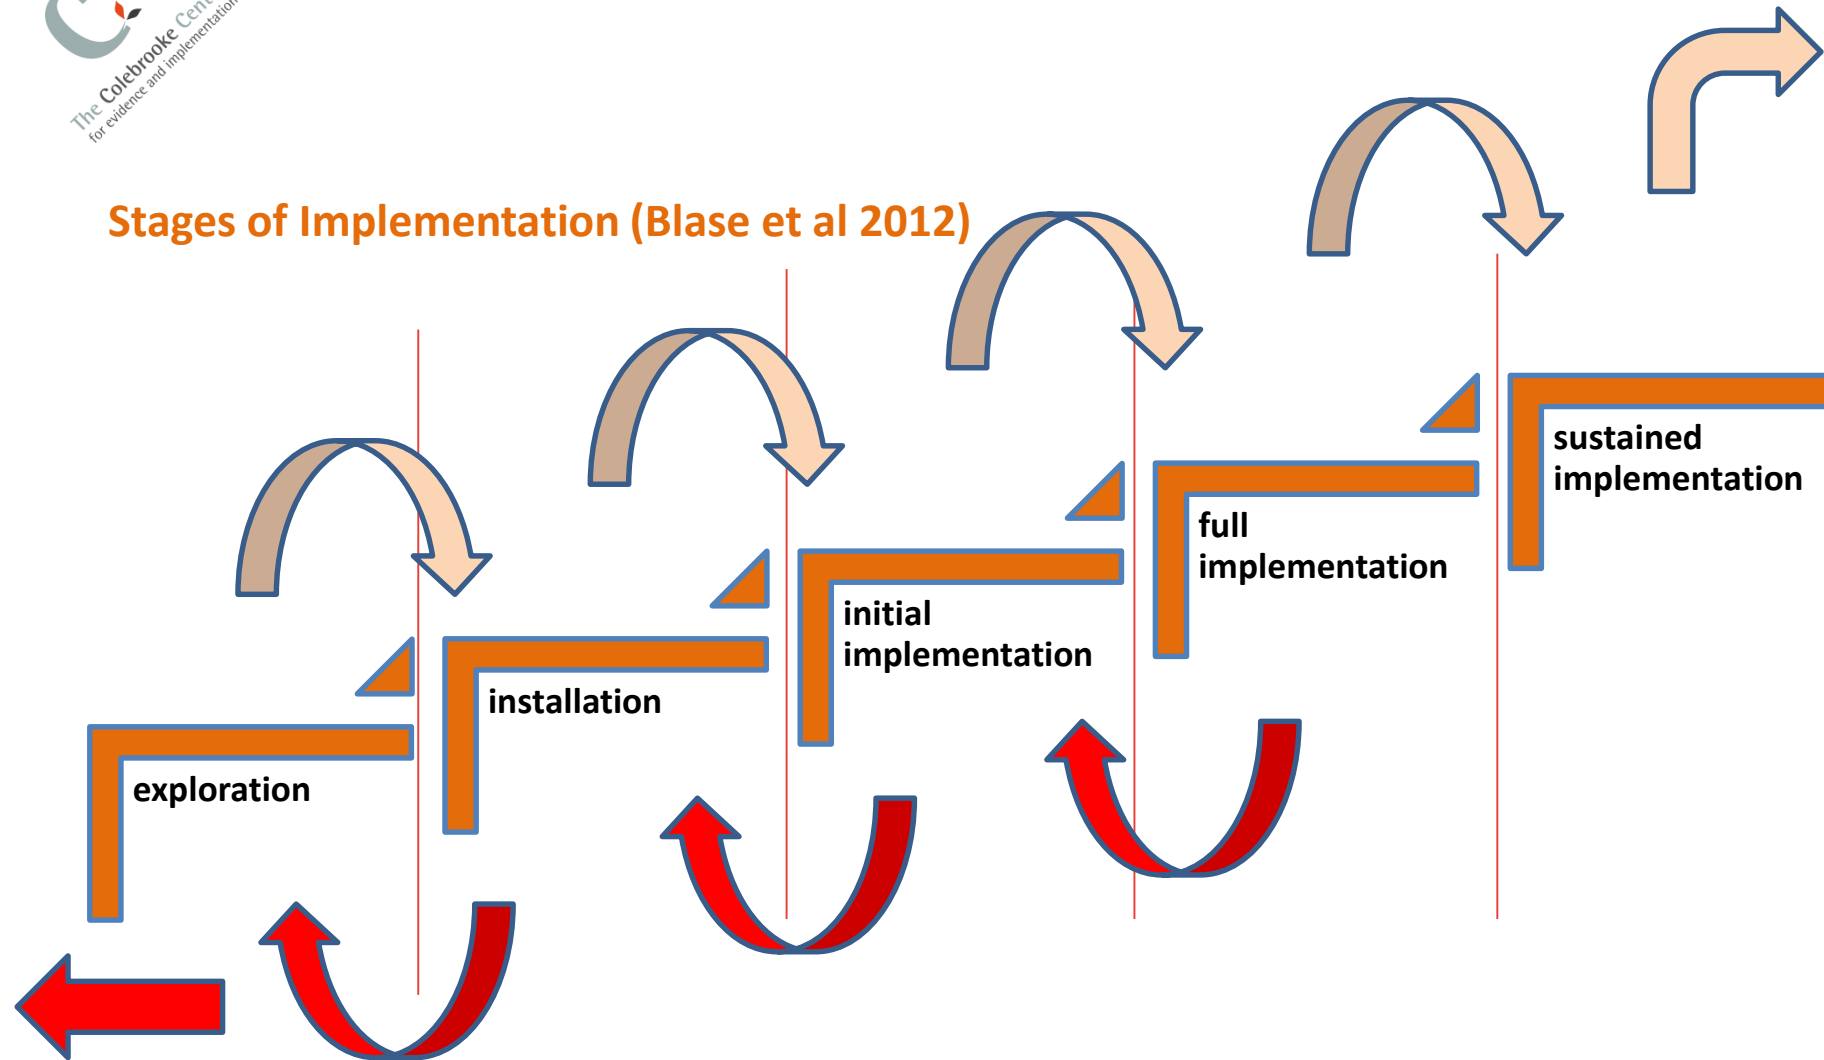 The Colebrooke
for evidence and implementation
Stages of Implementation (Blase et al 2012)
sustained
implementation
full
implementation
initial
implementation
installation
exploration